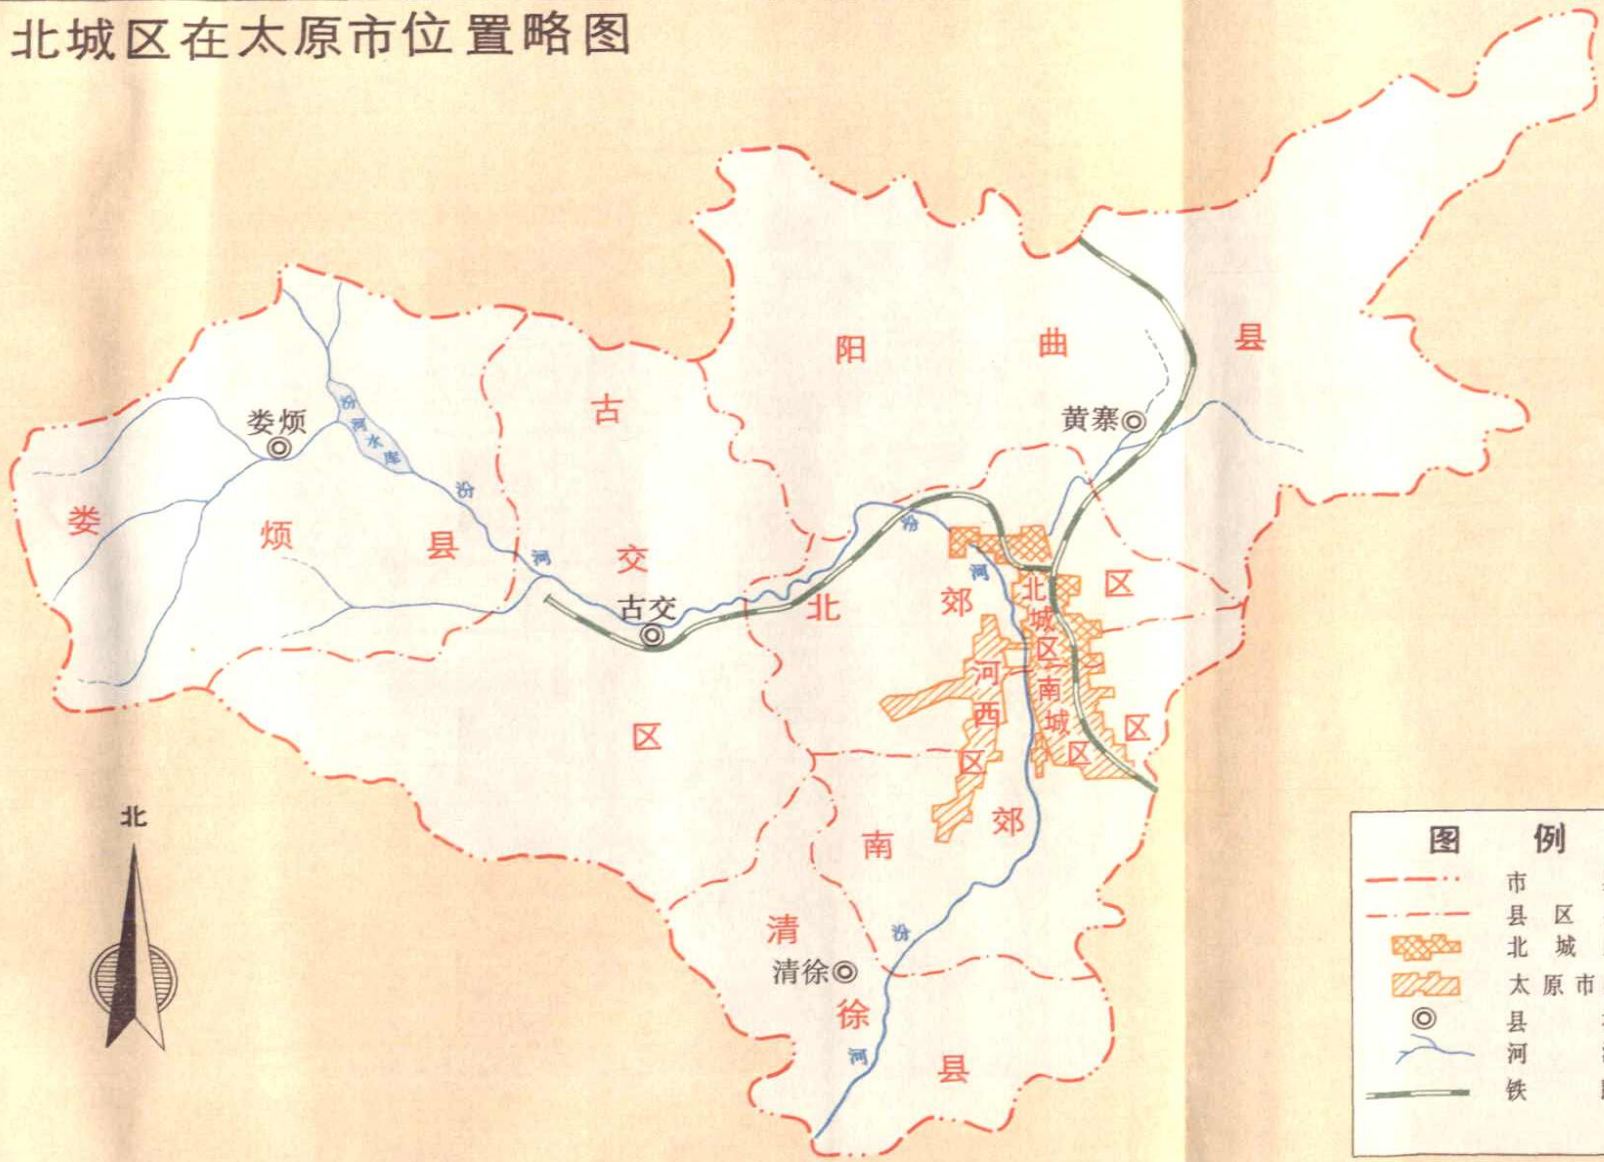 北城区在太原市位置略图
阳曲县
黄寨
古交区
古交
娄烦
娄烦县
汾河水库
汾河
汾河
北郊区
北城区
南城区
河西区
南郊区
汾河
清徐县
清徐
北
图例
市
县区
北城
太原市
县
河
铁